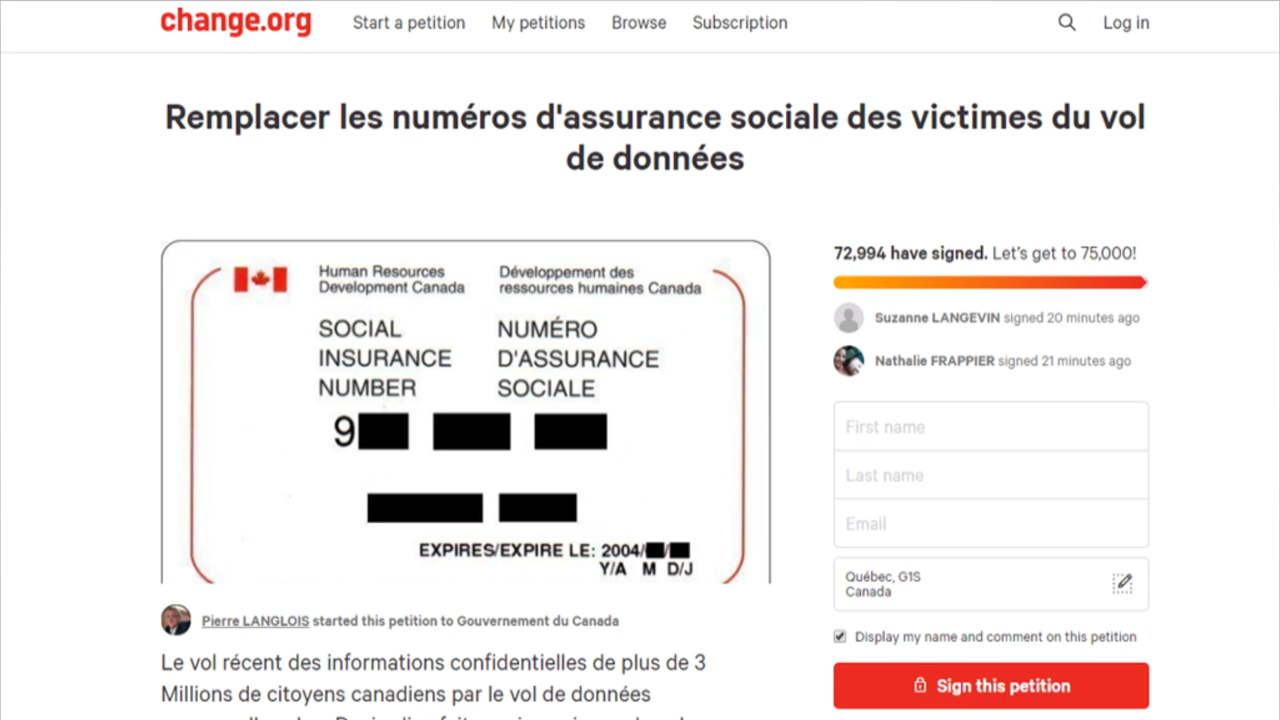 change.org
Start a petition
My petitions
Browse
Subscription
Log in
Remplacer les numéros d'assurance sociale des victimes du vol
de données
Human Resources
Development Canada
Développement des
ressources humaines Canada
SOCIAL
INSURANCE
NUMBER
NUMÉRO
D'ASSURANCE
SOCIALE
9
EXPIRES/EXPIRE LE: 2004/ /
Y/A M D/J
Pierre LANGLOIS started this petition to Gouvernement du Canada
Le vol récent des informations confidentielles de plus de 3
Millions de citoyens canadiens par le vol de données
72,994 have signed. Let's get to 75,000!
Suzanne LANGEVIN signed 20 minutes ago
Nathalie FRAPPIER signed 21 minutes ago
First name
Last name
Email
Québec, G1S
Canada
Display my name and comment on this petition
Sign this petition